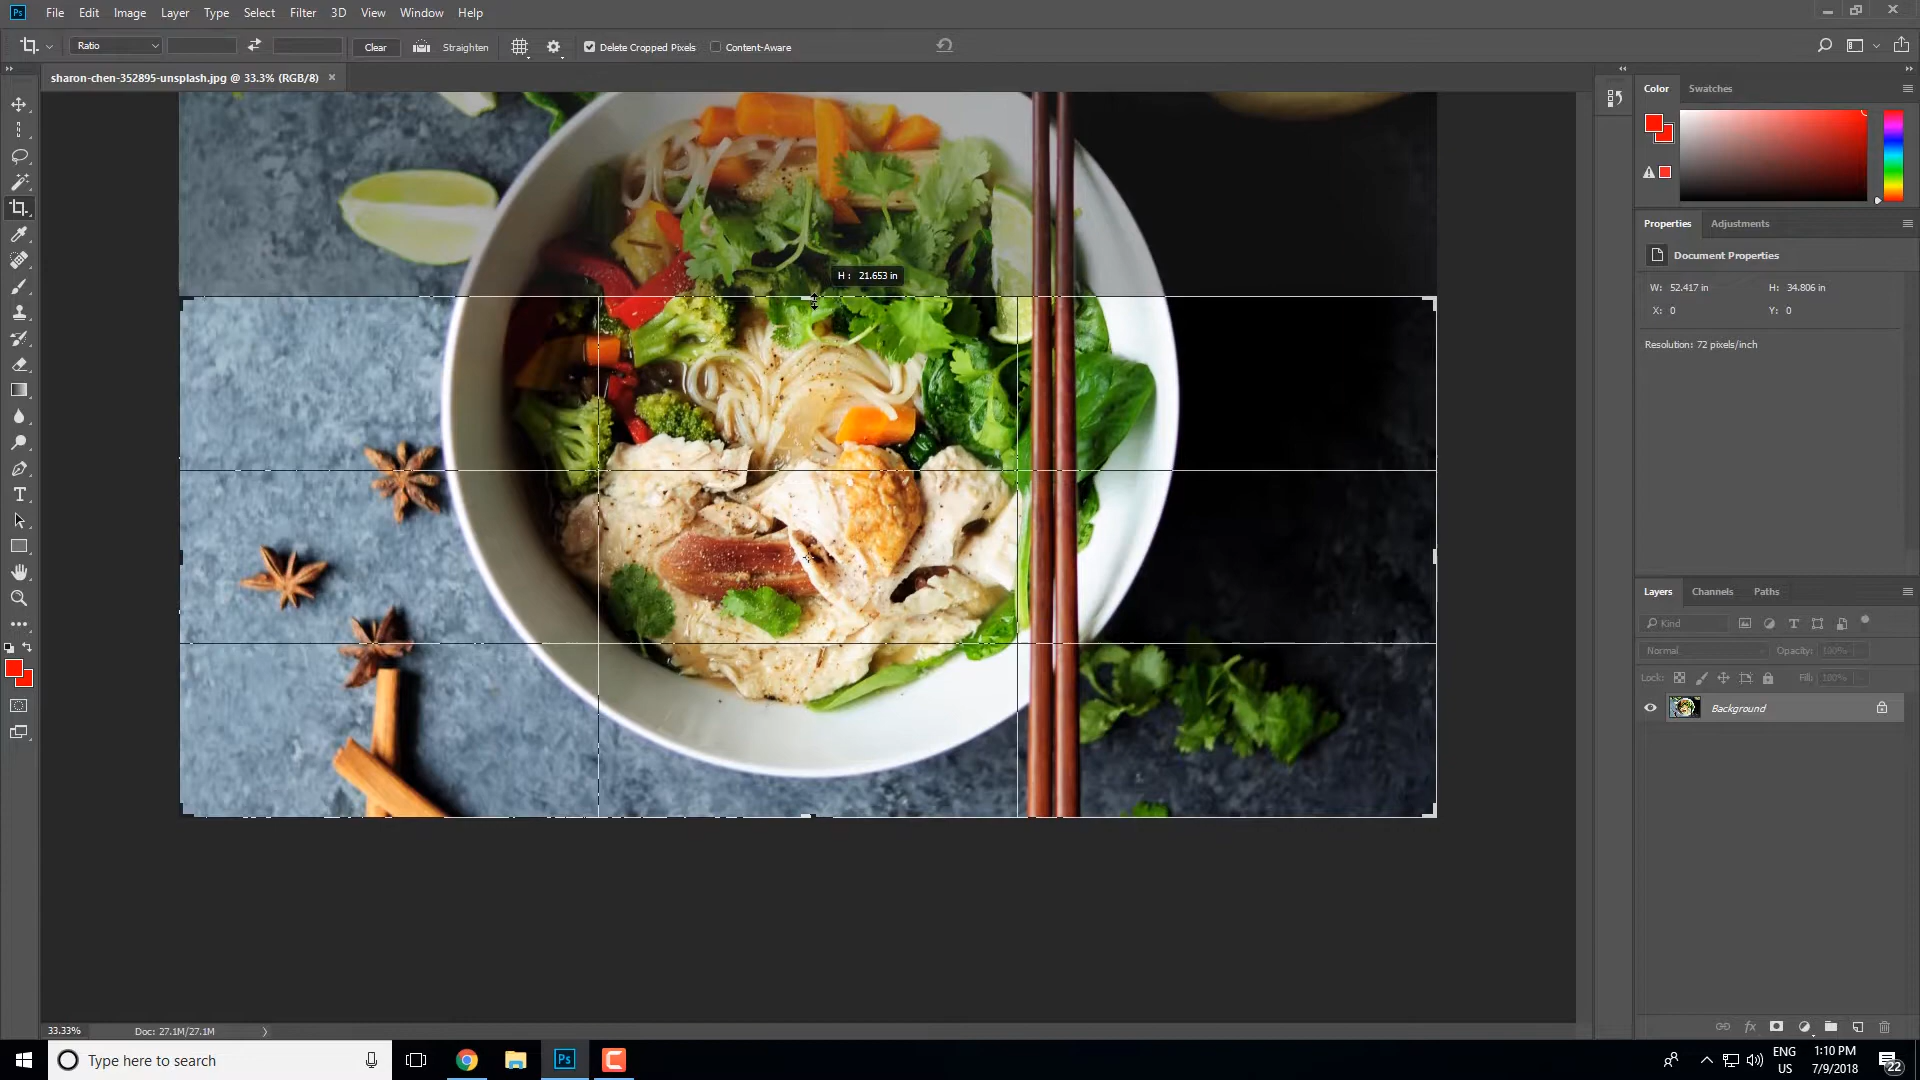 Ps File Edit Image Layer Type Select Filter 3D View Window Help
Ratio Clear Straighten Delete Cropped Pixels Content-Aware
sharon-chen-352895-unsplash.jpg @ 33.3% (RGB/8) ×
Color Swatches
Properties Adjustments
Document Properties
W: 52.417 in H: 34.806 in
X: 0 Y: 0
Resolution: 72 pixels/inch
H : 21.653 in
Layers Channels Paths
Kind
Normal Opacity: 100%
Lock: Fill: 100%
Background
33.33% Doc: 27.1M/27.1M
Type here to search
Ps
ENG
US
1:10 PM
7/9/2018
22